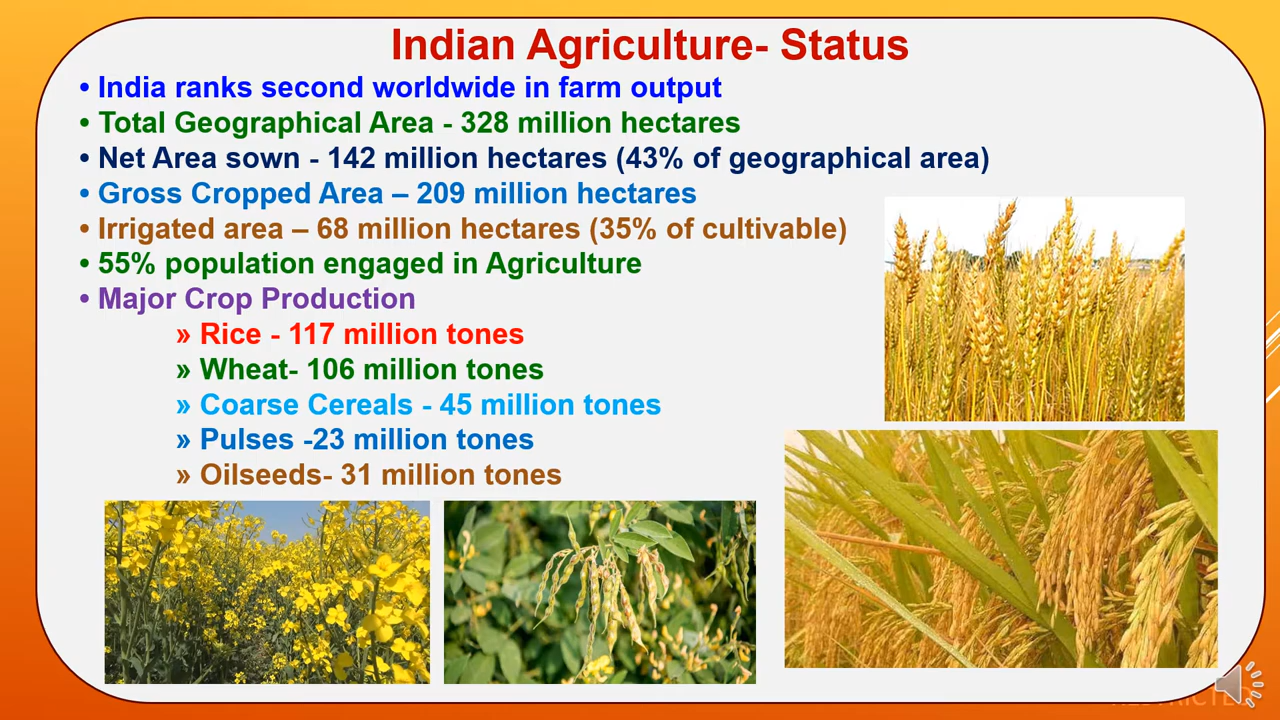 Indian Agriculture- Status
• India ranks second worldwide in farm output
• Total Geographical Area - 328 million hectares
• Net Area sown - 142 million hectares (43% of geographical area)
• Gross Cropped Area – 209 million hectares
• Irrigated area – 68 million hectares (35% of cultivable)
• 55% population engaged in Agriculture
• Major Crop Production
» Rice - 117 million tones
» Wheat- 106 million tones
» Coarse Cereals - 45 million tones
» Pulses -23 million tones
» Oilseeds- 31 million tones